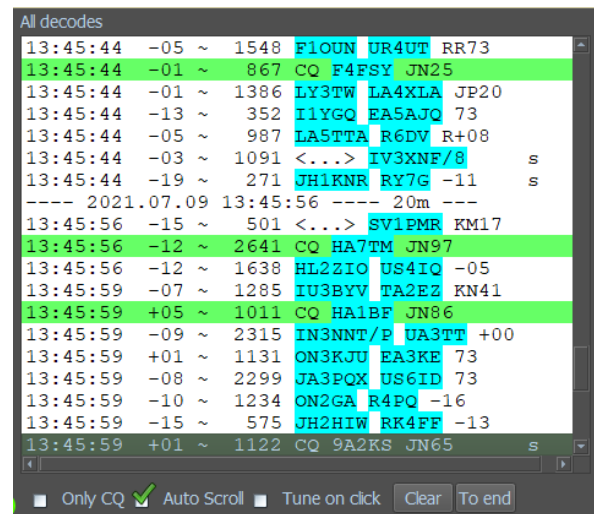 All decodes
13:45:44 -05 ~ 1548 F1OUN UR4UT RR73
13:45:44 -01 ~ 867 CQ F4FSY JN25
13:45:44 -01 ~ 1386 LY3TW LA4XLA JP20
13:45:44 -13 ~ 352 I1YGQ EA5AJQ 73
13:45:44 -05 ~ 987 LA5TTA R6DV R+08
13:45:44 -03 ~ 1091 <...> IV3XNF/8 s
13:45:44 -19 ~ 271 JH1KNR RY7G -11 s
---- 2021.07.09 13:45:56 ---- 20m ---
13:45:56 -15 ~ 501 <...> SV1PMR KM17
13:45:56 -12 ~ 2641 CQ HA7TM JN97
13:45:56 -12 ~ 1638 HL2ZIO US4IQ -05
13:45:59 -07 ~ 1285 IU3BYV TA2EZ KN41
13:45:59 +05 ~ 1011 CQ HA1BF JN86
13:45:59 -09 ~ 2315 IN3NNT/P UA3TT +00
13:45:59 +01 ~ 1131 ON3KJU EA3KE 73
13:45:59 -08 ~ 2299 JA3PQX US6ID 73
13:45:59 -10 ~ 1234 ON2GA R4PQ -16
13:45:59 -15 ~ 575 JH2HIW RK4FF -13
13:45:59 +01 ~ 1122 CQ 9A2KS JN65 s
Only CQ Auto Scroll Tune on click Clear To end